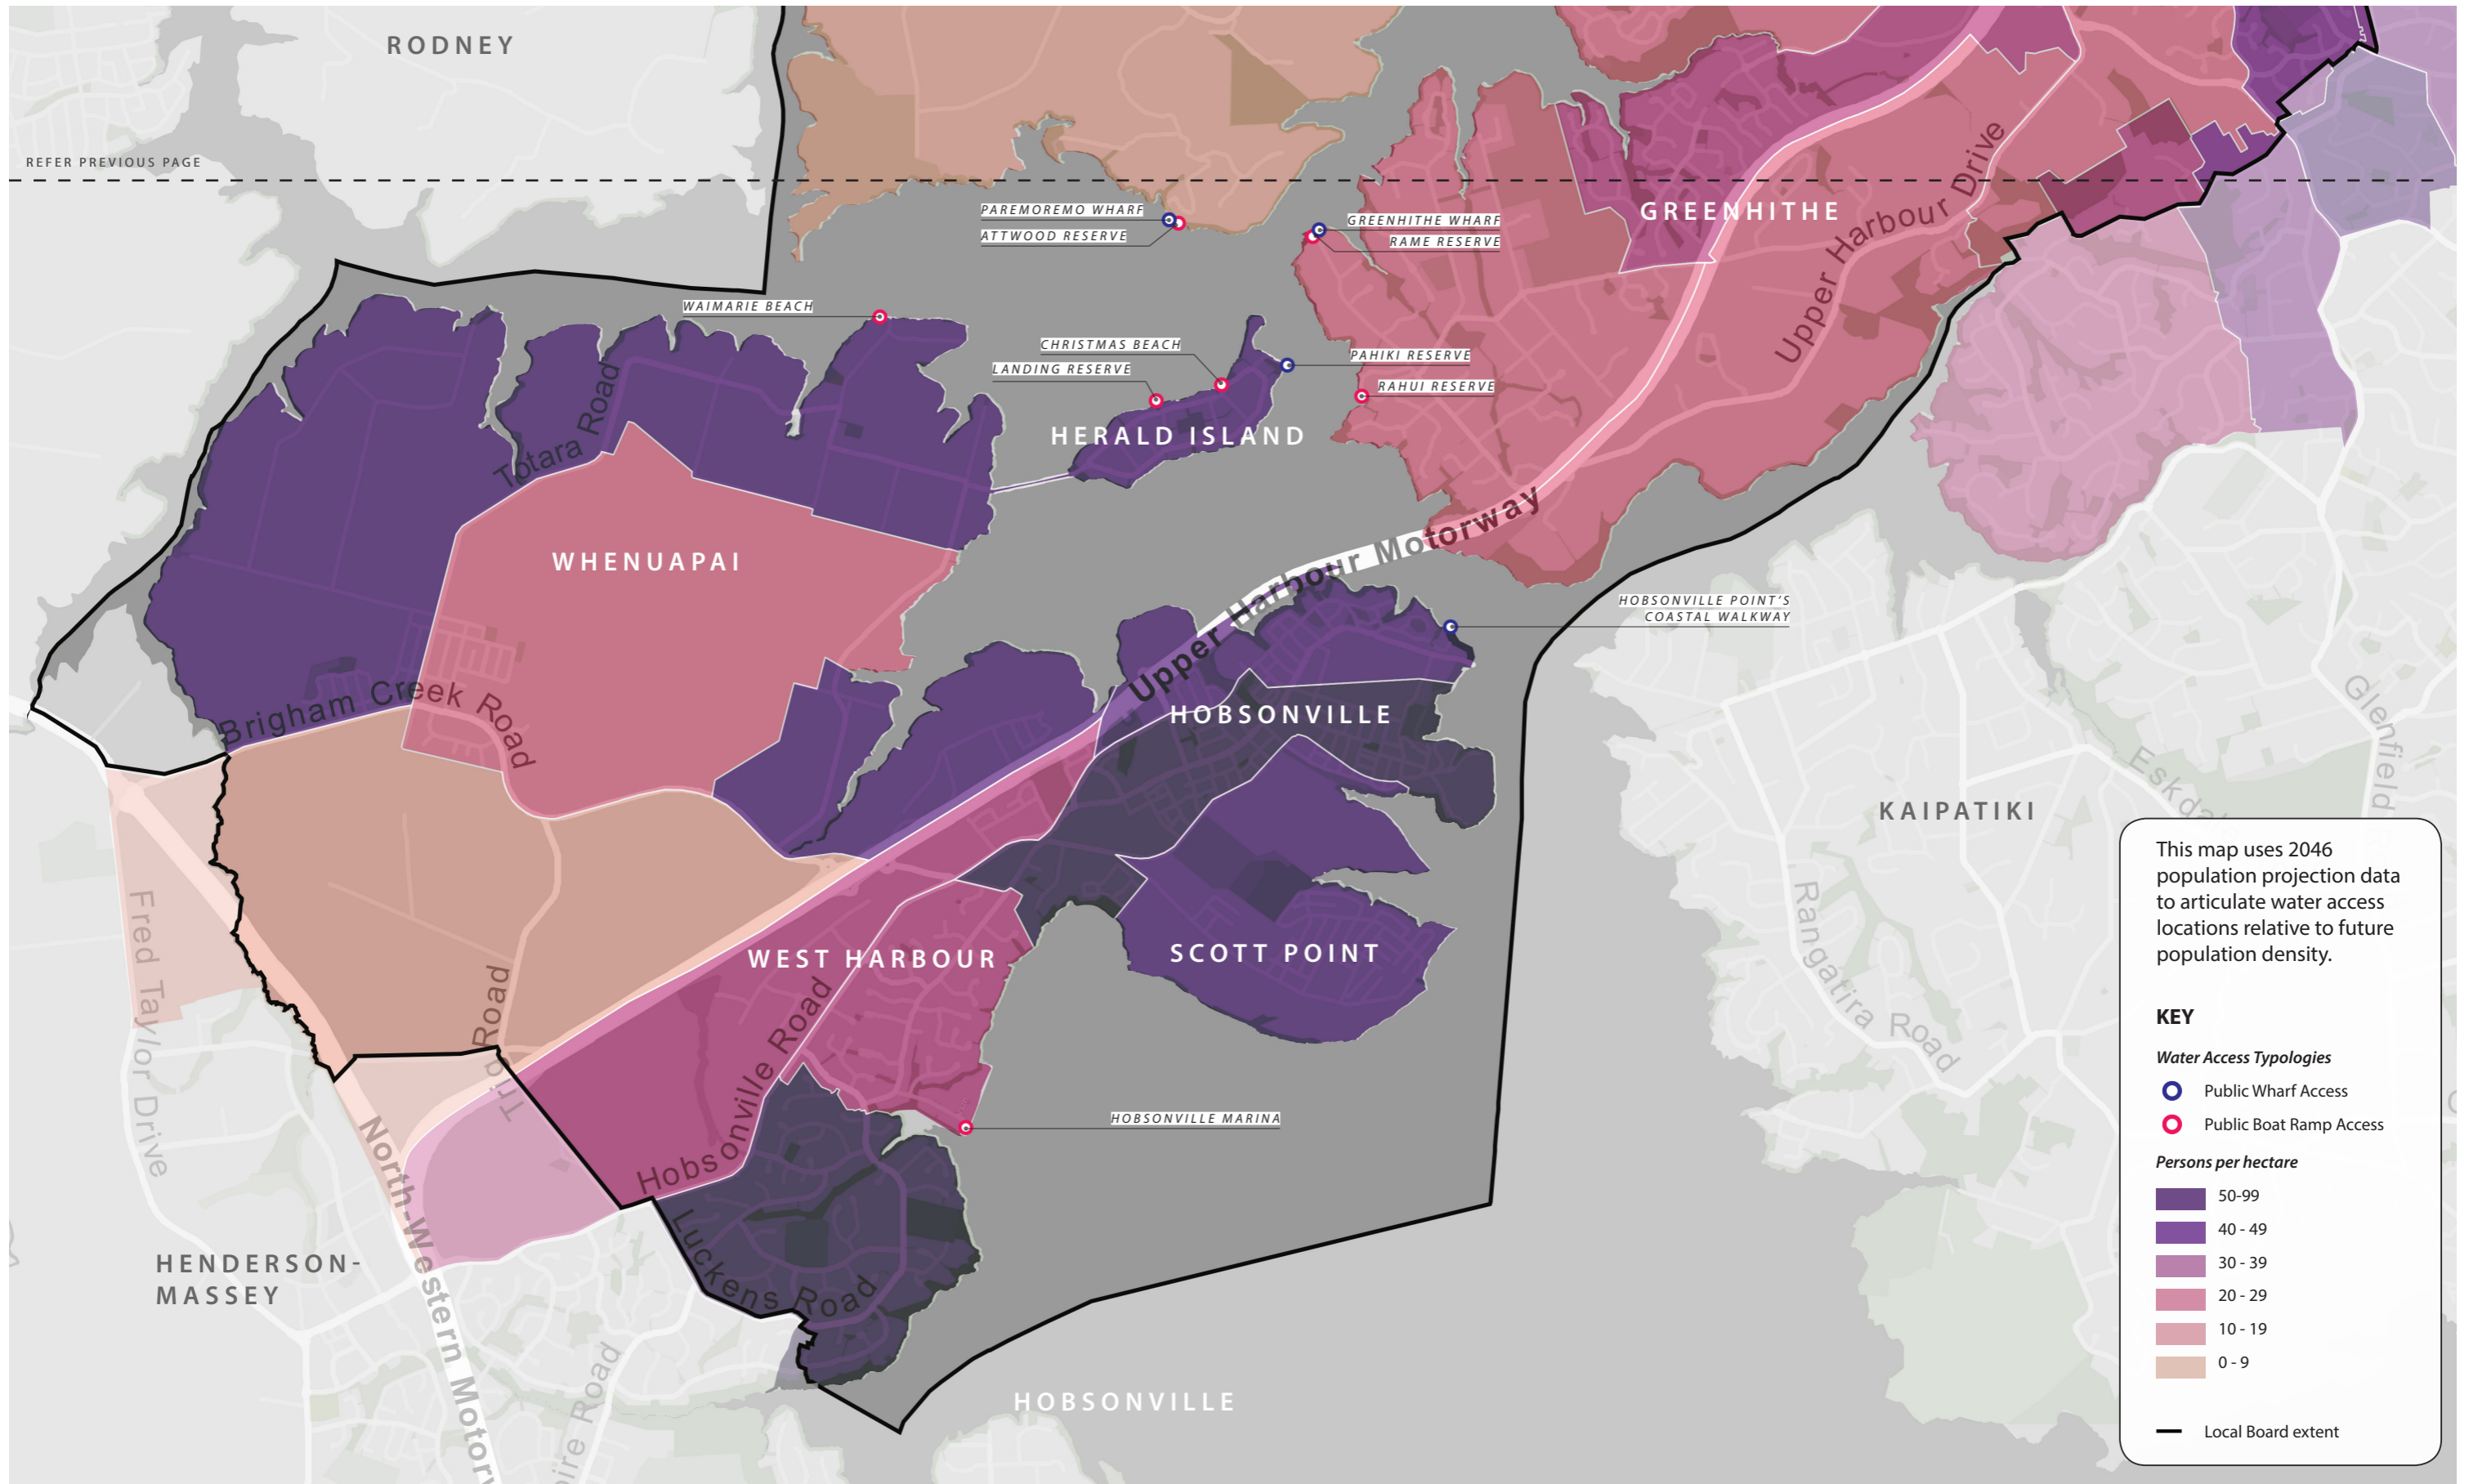 RODNEY
REFER PREVIOUS PAGE
PAREMOREMO WHARF
ATTWOOD RESERVE
GREENHITHE WHARF
RAME RESERVE
GREENHITHE
Upper Harbour Drive
WAIMARIE BEACH
CHRISTMAS BEACH
LANDING RESERVE
PAHIKI RESERVE
RAHUI RESERVE
HERALD ISLAND
Totara Road
WHENUAPAI
Upper Harbour Motorway
HOBSONVILLE POINT'S
COASTAL WALKWAY
Brigham Creek Road
HOBSONVILLE
Glenfield
KAIPATIKI
Fred Taylor Drive
Road
WEST HARBOUR
SCOTT POINT
Rangatira Road
Hobsonville Road
HOBSONVILLE MARINA
North-Western
Luckens Road
HENDERSON-
MASSEY
Road
HOBSONVILLE
This map uses 2046
population projection data
to articulate water access
locations relative to future
population density.
KEY
Water Access Typologies
Public Wharf Access
Public Boat Ramp Access
Persons per hectare
50-99
40 - 49
30 - 39
20 - 29
10 - 19
0 - 9
Local Board extent